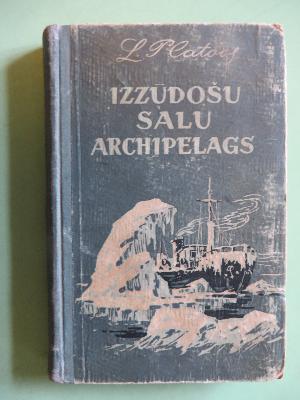 L. Platovs
IZZŪDOŠU
SALU
ARCHIPELAGS